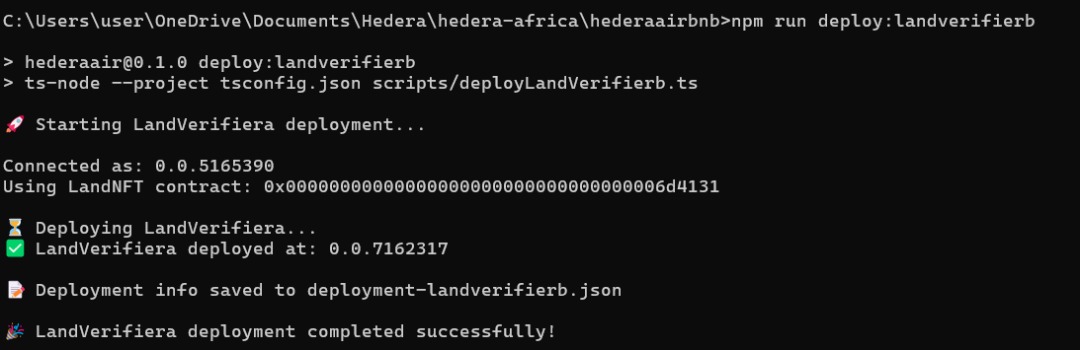 C:\Users\user\OneDrive\Documents\Hedera\hedera-africa\hederaairbnb>npm run deploy:landverifierb
> hederaair@0.1.0 deploy:landverifierb
> ts-node --project tsconfig.json scripts/deployLandVerifierb.ts
🚀 Starting LandVerifiera deployment...
Connected as: 0.0.5165390
Using LandNFT contract: 0x00000000000000000000000000000000006d4131
⏳ Deploying LandVerifiera...
✅ LandVerifiera deployed at: 0.0.7162317
📝 Deployment info saved to deployment-landverifierb.json
🎉 LandVerifiera deployment completed successfully!